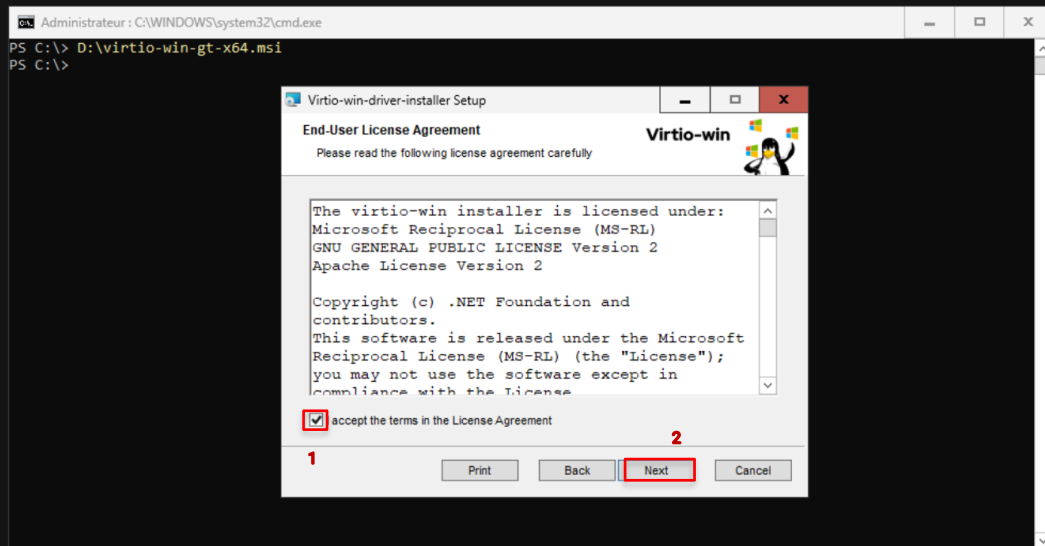 Administrateur : C:\WINDOWS\system32\cmd.exe
PS C:\> D:\virtio-win-gt-x64.msi
PS C:\>
Virtio-win-driver-installer Setup
End-User License Agreement
Please read the following license agreement carefully
Virtio-win
The virtio-win installer is licensed under:
Microsoft Reciprocal License (MS-RL)
GNU GENERAL PUBLIC LICENSE Version 2
Apache License Version 2
Copyright (c) .NET Foundation and
contributors.
This software is released under the Microsoft
Reciprocal License (MS-RL) (the "License");
you may not use the software except in
compliance with the License
accept the terms in the License Agreement
1
2
Print
Back
Next
Cancel